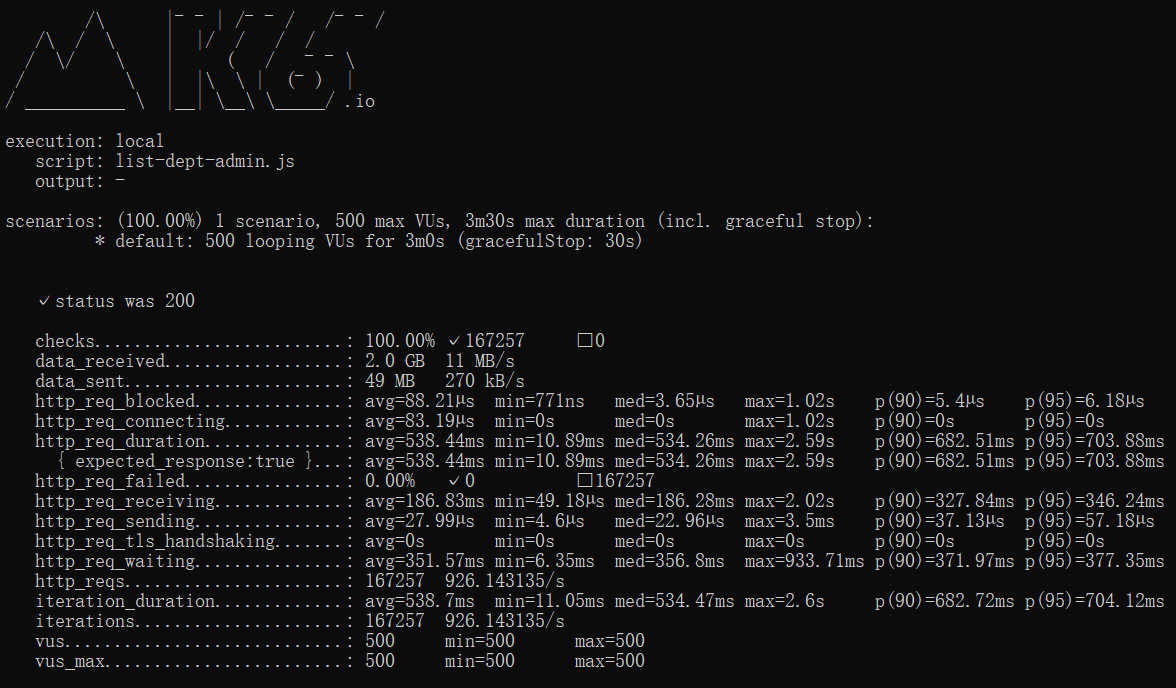 K6 .io
execution: local
script: list-dept-admin.js
output: -
scenarios: (100.00%) 1 scenario, 500 max VUs, 3m30s max duration (incl. graceful stop):
* default: 500 looping VUs for 3m0s (gracefulStop: 30s)
✓ status was 200
checks.........................: 100.00% ✓ 167257 □0
data_received..................: 2.0 GB 11 MB/s
data_sent......................: 49 MB 270 kB/s
http_req_blocked...............: avg=88.21µs min=771ns med=3.65µs max=1.02s p(90)=5.4µs p(95)=6.18µs
http_req_connecting............: avg=83.19µs min=0s med=0s max=1.02s p(90)=0s p(95)=0s
http_req_duration..............: avg=538.44ms min=10.89ms med=534.26ms max=2.59s p(90)=682.51ms p(95)=703.88ms
{ expected_response:true }...: avg=538.44ms min=10.89ms med=534.26ms max=2.59s p(90)=682.51ms p(95)=703.88ms
http_req_failed................: 0.00% ✓ 0 □167257
http_req_receiving.............: avg=186.83ms min=49.18µs med=186.28ms max=2.02s p(90)=327.84ms p(95)=346.24ms
http_req_sending...............: avg=27.99µs min=4.6µs med=22.96µs max=3.5ms p(90)=37.13µs p(95)=57.18µs
http_req_tls_handshaking.......: avg=0s min=0s med=0s max=0s p(90)=0s p(95)=0s
http_req_waiting...............: avg=351.57ms min=6.35ms med=356.8ms max=933.71ms p(90)=371.97ms p(95)=377.35ms
http_reqs......................: 167257 926.143135/s
iteration_duration.............: avg=538.7ms min=11.05ms med=534.47ms max=2.6s p(90)=682.72ms p(95)=704.12ms
iterations.....................: 167257 926.143135/s
vus............................: 500 min=500 max=500
vus_max........................: 500 min=500 max=500